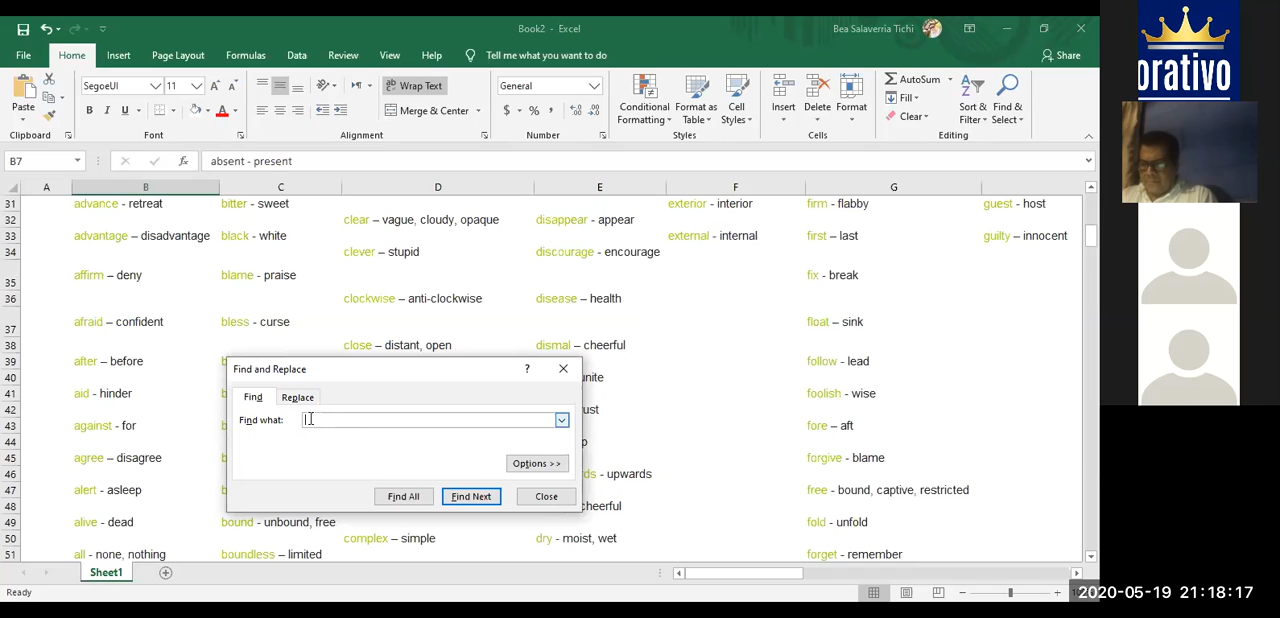 Book2 - Excel
Bea Salaverria Tichi
File Home Insert Page Layout Formulas Data Review View Help Tell me what you want to do Share
SegoeUI 11 Wrap Text General AutoSum
Paste B I U Merge & Center $ % , Conditional Formatting Format as Table Cell Styles Insert Delete Format Fill Clear Sort & Filter Find & Select
Clipboard Font Alignment Number Styles Cells Editing
B7 fx absent - present
A B C D E F G
31 advance - retreat bitter - sweet exterior - interior firm - flabby guest - host
32 clear – vague, cloudy, opaque disappear - appear
33 advantage – disadvantage black - white external - internal first – last guilty – innocent
34 clever – stupid discourage - encourage
35 affirm – deny blame - praise fix - break
36 clockwise – anti-clockwise disease – health
37 afraid – confident bless - curse float – sink
38 close – distant, open dismal – cheerful
39 after – before follow - lead
40 unite
41 aid - hinder foolish - wise
42 rust
43 against - for fore – aft
44 p
45 agree – disagree forgive - blame
46 rds - upwards
47 alert - asleep free - bound, captive, restricted
48 cheerful
49 alive - dead bound - unbound, free fold - unfold
50 complex – simple dry - moist, wet
51 all - none, nothing boundless – limited forget - remember
Find and Replace
?
Find Replace
Find what:
Options >>
Find All Find Next Close
Sheet1
Ready
2020-05-19 21:18:17
orativo